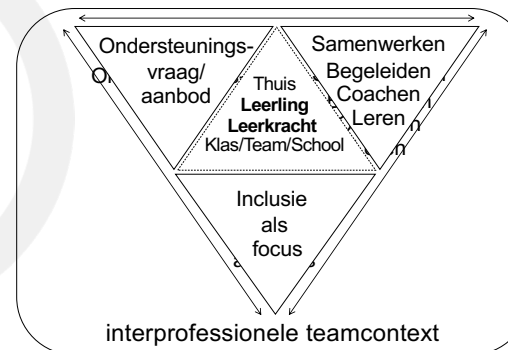 Ondersteunings-
vraag/
aanbod
Samenwerken
Begeleiden
Coachen
Leren
Thuis
Leerling
Leerkracht
Klas/Team/School
Inclusie
als
focus
interprofessionele teamcontext